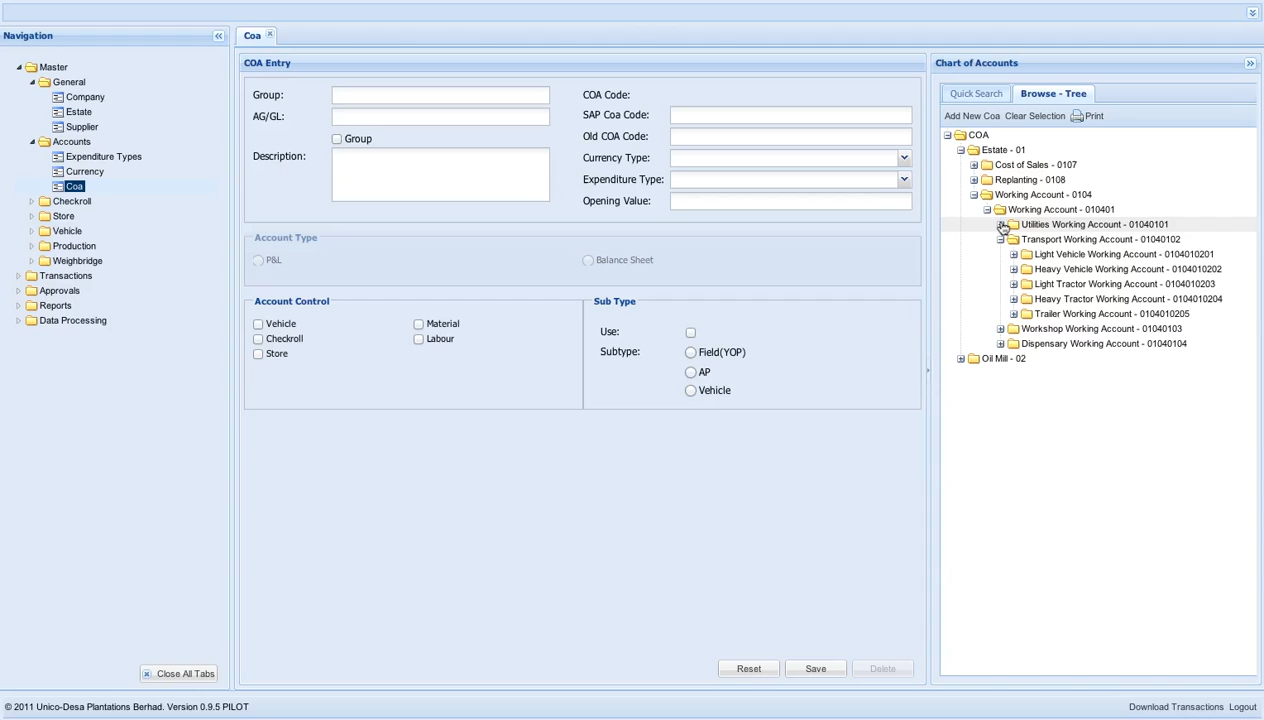 Navigation
Master
General
Company
Estate
Supplier
Accounts
Expenditure Types
Currency
Coa
Checkroll
Store
Vehicle
Production
Weighbridge
Transactions
Approvals
Reports
Data Processing
Close All Tabs
Coa
COA Entry
Group:
AG/GL:
Group
Description:
COA Code:
SAP Coa Code:
Old COA Code:
Currency Type:
Expenditure Type:
Opening Value:
Account Type
P&L
Balance Sheet
Account Control
Vehicle
Checkroll
Store
Material
Labour
Sub Type
Use:
Subtype:
Field(YOP)
AP
Vehicle
Reset
Save
Delete
Chart of Accounts
Quick Search
Browse - Tree
Add New Coa Clear Selection Print
COA
Estate - 01
Cost of Sales - 0107
Replanting - 0108
Working Account - 0104
Working Account - 010401
Utilities Working Account - 01040101
Transport Working Account - 01040102
Light Vehicle Working Account - 0104010201
Heavy Vehicle Working Account - 0104010202
Light Tractor Working Account - 0104010203
Heavy Tractor Working Account - 0104010204
Trailer Working Account - 0104010205
Workshop Working Account - 01040103
Dispensary Working Account - 01040104
Oil Mill - 02
© 2011 Unico-Desa Plantations Berhad. Version 0.9.5 PILOT
Download Transactions Logout